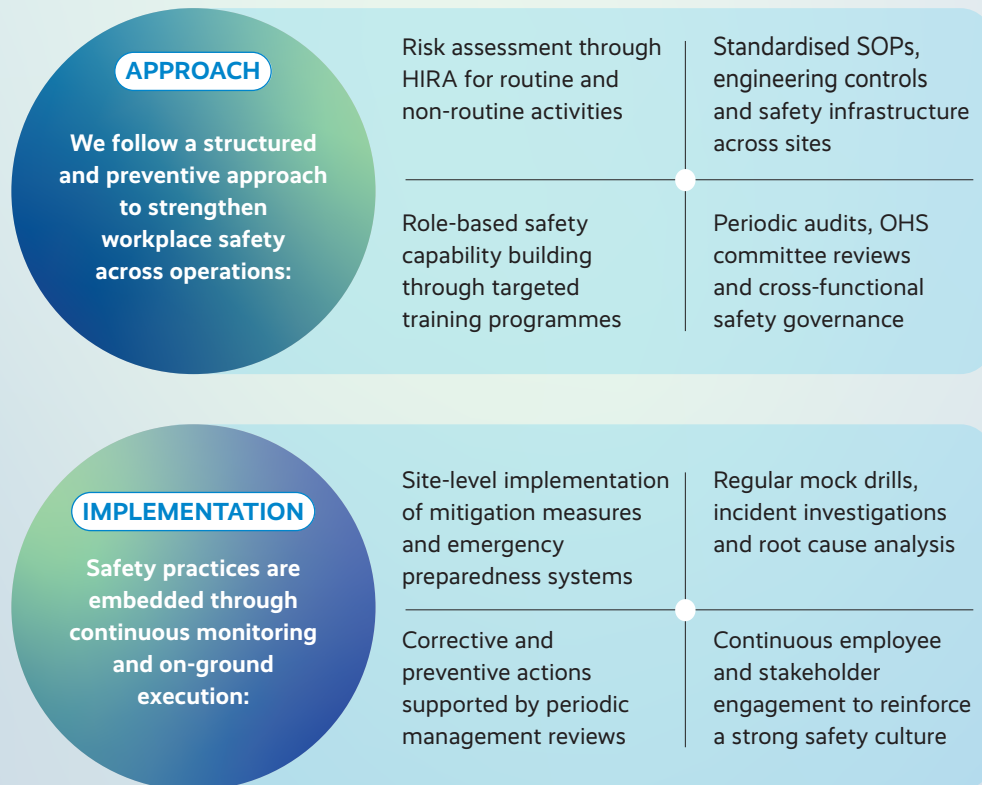 APPROACH
We follow a structured
and preventive approach
to strengthen
workplace safety
across operations:
Risk assessment through
HIRA for routine and
non-routine activities
Standardised SOPs,
engineering controls
and safety infrastructure
across sites
Role-based safety
capability building
through targeted
training programmes
Periodic audits, OHS
committee reviews
and cross-functional
safety governance
IMPLEMENTATION
Safety practices are
embedded through
continuous monitoring
and on-ground
execution:
Site-level implementation
of mitigation measures
and emergency
preparedness systems
Regular mock drills,
incident investigations
and root cause analysis
Corrective and
preventive actions
supported by periodic
management reviews
Continuous employee
and stakeholder
engagement to reinforce
a strong safety culture